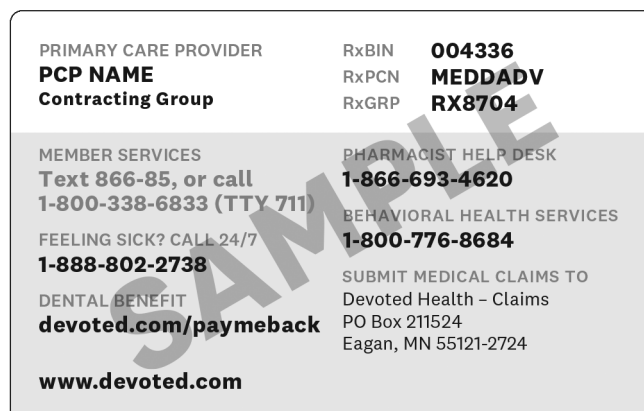 PRIMARY CARE PROVIDER
PCP NAME
Contracting Group
RxBIN 004336
RxPCN MEDDADV
RxGRP RX8704
MEMBER SERVICES
Text 866-85, or call
1-800-338-6833 (TTY 711)
FEELING SICK? CALL 24/7
1-888-802-2738
DENTAL BENEFIT
devoted.com/paymeback
www.devoted.com
PHARMACIST HELP DESK
1-866-693-4620
BEHAVIORAL HEALTH SERVICES
1-800-776-8684
SUBMIT MEDICAL CLAIMS TO
Devoted Health – Claims
PO Box 211524
Eagan, MN 55121-2724
SAMPLE